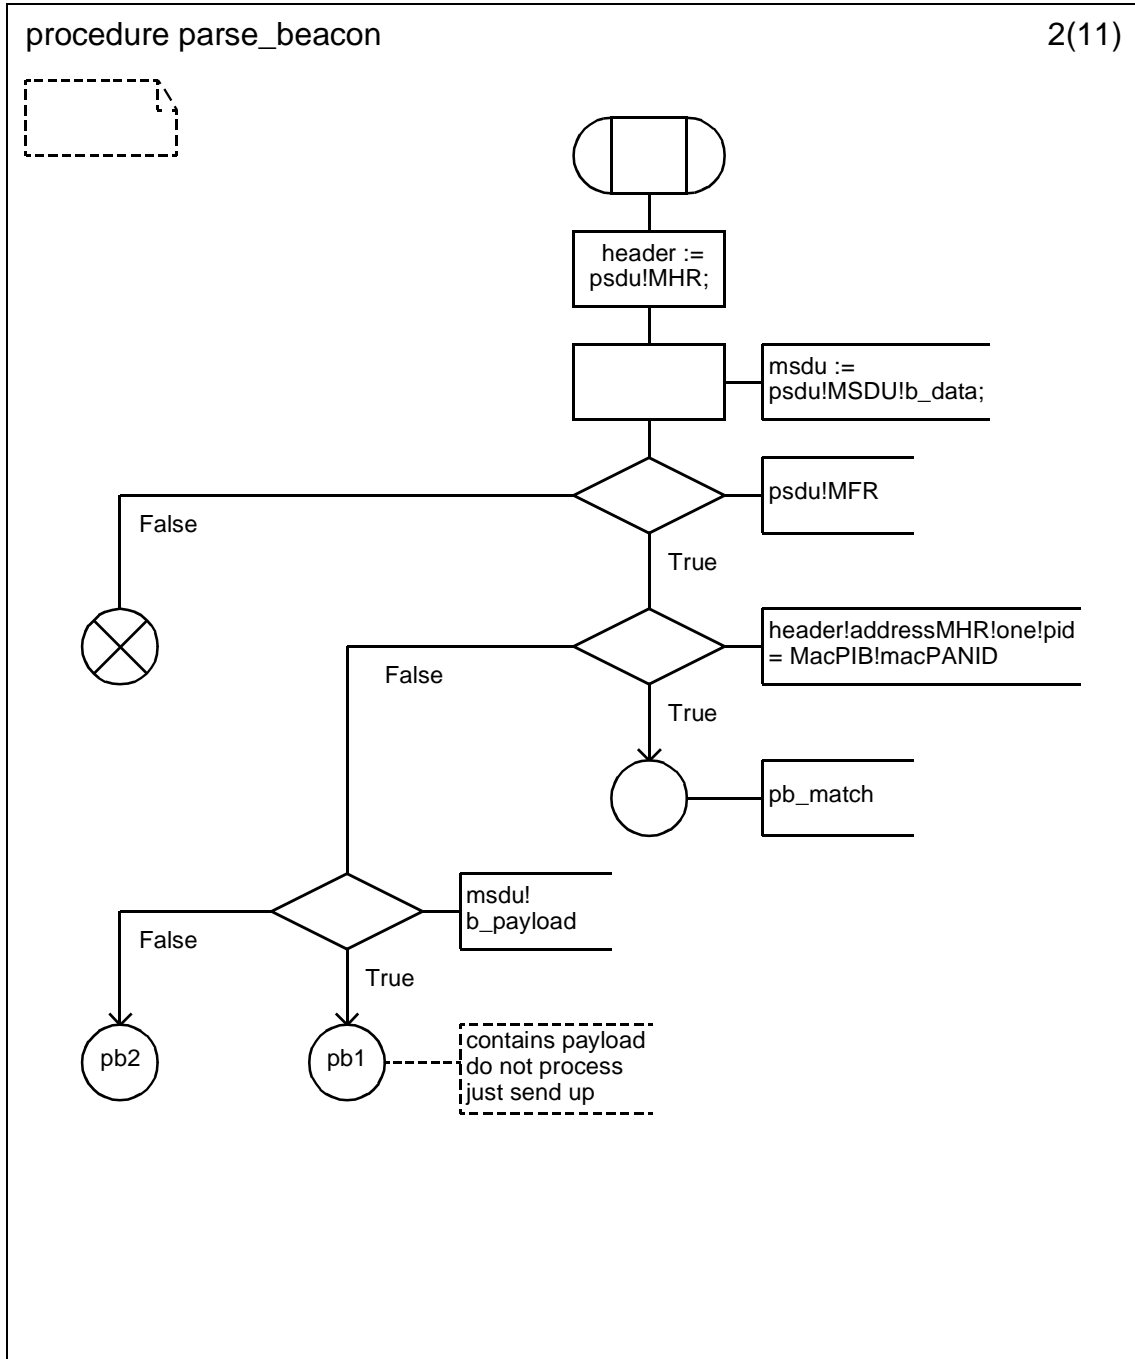 procedure parse_beacon
2(11)
header :=
psdu!MHR;
msdu :=
psdu!MSDU!b_data;
psdu!MFR
False
True
header!addressMHR!one!pid
= MacPIB!macPANID
False
True
pb_match
msdu!
b_payload
False
True
pb2
pb1
contains payload
do not process
just send up